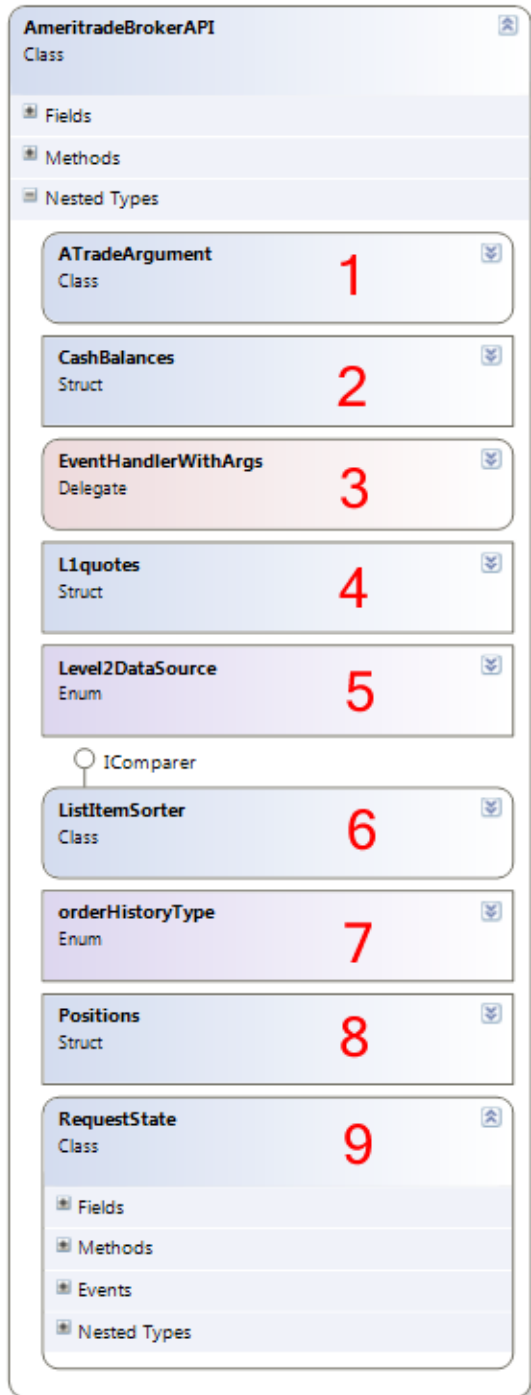 AmeritradeBrokerAPI
Class
Fields
Methods
Nested Types
ATradeArgument
Class
1
CashBalances
Struct
2
EventHandlerWithArgs
Delegate
3
L1quotes
Struct
4
Level2DataSource
Enum
5
IComparer
ListItemSorter
Class
6
orderHistoryType
Enum
7
Positions
Struct
8
RequestState
Class
9
Fields
Methods
Events
Nested Types